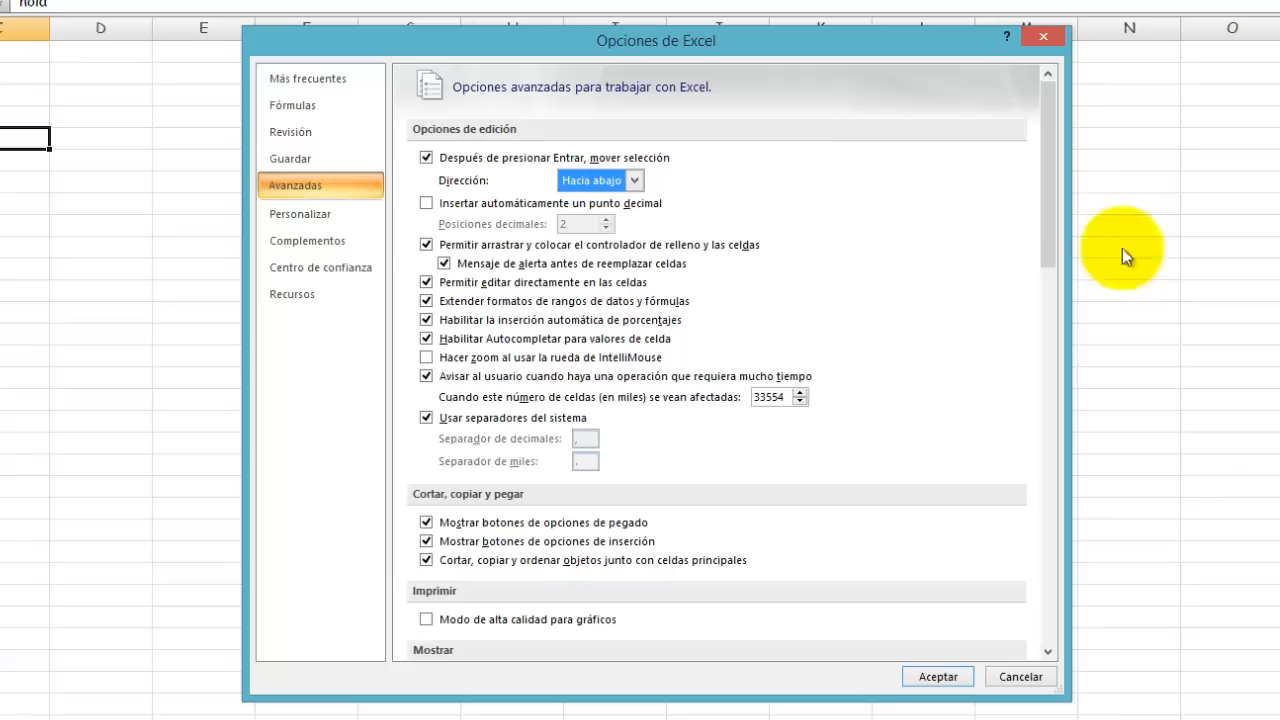 hola
D E N O
Opciones de Excel
?
Más frecuentes
Fórmulas
Revisión
Guardar
Avanzadas
Personalizar
Complementos
Centro de confianza
Recursos
Opciones avanzadas para trabajar con Excel.
Opciones de edición
Después de presionar Entrar, mover selección
Dirección: Hacia abajo
Insertar automáticamente un punto decimal
Posiciones decimales: 2
Permitir arrastrar y colocar el controlador de relleno y las celdas
Mensaje de alerta antes de reemplazar celdas
Permitir editar directamente en las celdas
Extender formatos de rangos de datos y fórmulas
Habilitar la inserción automática de porcentajes
Habilitar Autocompletar para valores de celda
Hacer zoom al usar la rueda de IntelliMouse
Avisar al usuario cuando haya una operación que requiera mucho tiempo
Cuando este número de celdas (en miles) se vean afectadas: 33554
Usar separadores del sistema
Separador de decimales: ,
Separador de miles: .
Cortar, copiar y pegar
Mostrar botones de opciones de pegado
Mostrar botones de opciones de inserción
Cortar, copiar y ordenar objetos junto con celdas principales
Imprimir
Modo de alta calidad para gráficos
Mostrar
Aceptar
Cancelar